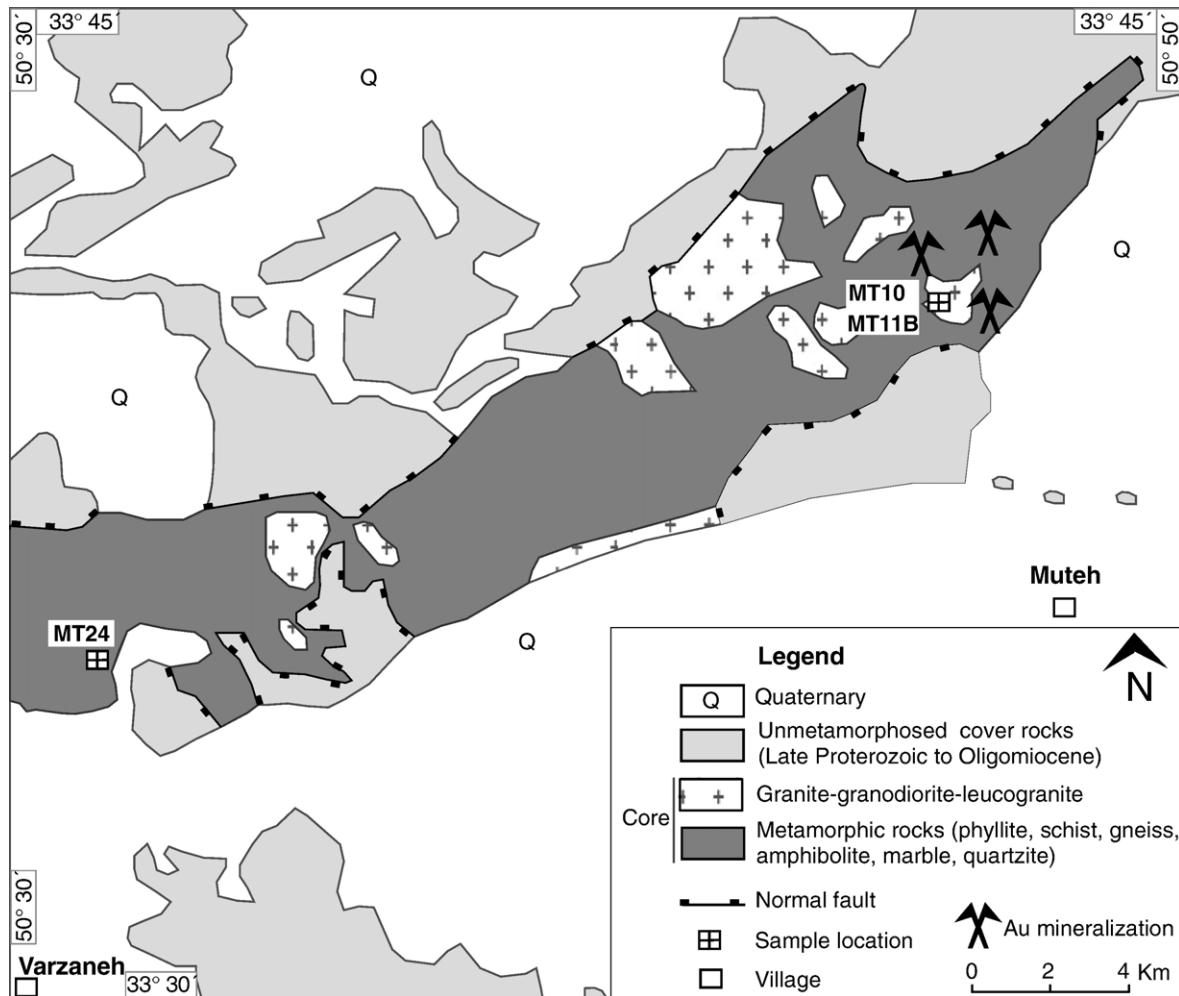 50° 30´
33° 45´
33° 45´
50° 50´
Q
Q
MT10
MT11B
Q
Muteh
MT24
Q
Legend
N
Q Quaternary
Unmetamorphosed cover rocks
(Late Proterozoic to Oligomiocene)
Core
Granite-granodiorite-leucogranite
Metamorphic rocks (phyllite, schist, gneiss,
amphibolite, marble, quartzite)
Normal fault
Au mineralization
Sample location
Village
0 2 4 Km
50° 30´
Varzaneh
33° 30´